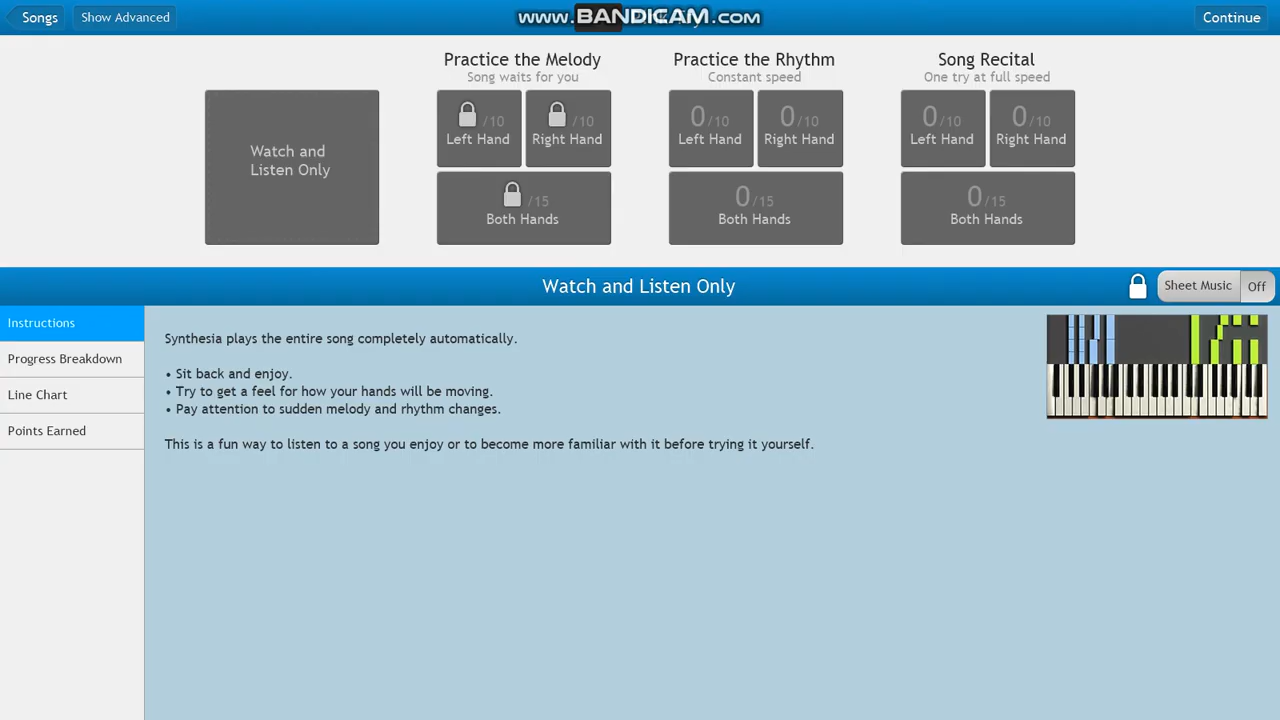 Songs
Show Advanced
www.BANDICAM.com
Continue
Practice the Melody
Song waits for you
/10
Left Hand
/10
Right Hand
/15
Both Hands
Practice the Rhythm
Constant speed
0/10
Left Hand
0/10
Right Hand
0/15
Both Hands
Song Recital
One try at full speed
0/10
Left Hand
0/10
Right Hand
0/15
Both Hands
Watch and
Listen Only
Watch and Listen Only
Sheet Music
Off
Instructions
Progress Breakdown
Line Chart
Points Earned
Synthesia plays the entire song completely automatically.
• Sit back and enjoy.
• Try to get a feel for how your hands will be moving.
• Pay attention to sudden melody and rhythm changes.
This is a fun way to listen to a song you enjoy or to become more familiar with it before trying it yourself.